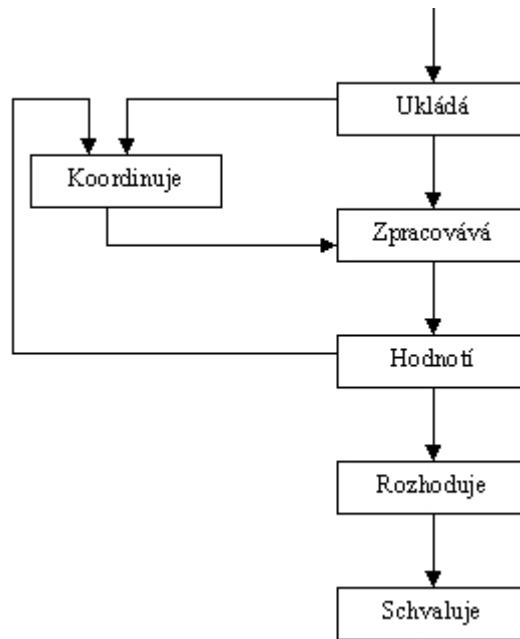 Ukládá
Koordinuje
Zpracovává
Hodnotí
Rozhoduje
Schvaluje